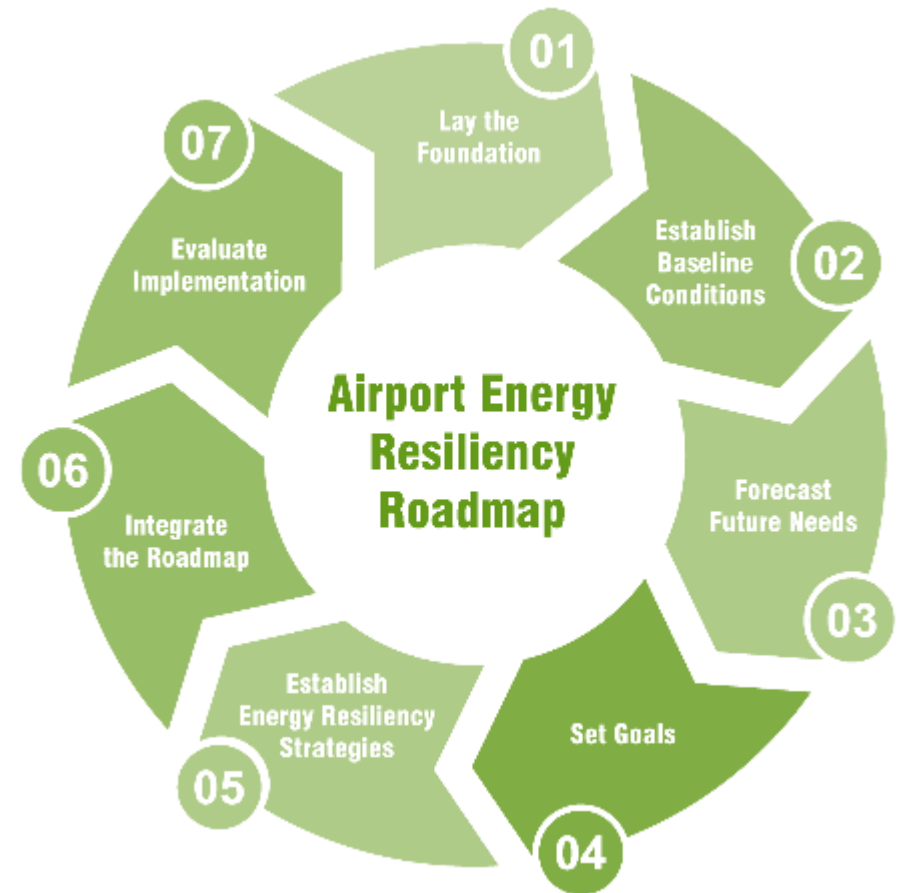 01
Lay the
Foundation
02
Establish
Baseline
Conditions
03
Forecast
Future Needs
04
Set Goals
05
Establish
Energy Resiliency
Strategies
06
Integrate
the Roadmap
07
Evaluate
Implementation
Airport Energy
Resiliency
Roadmap